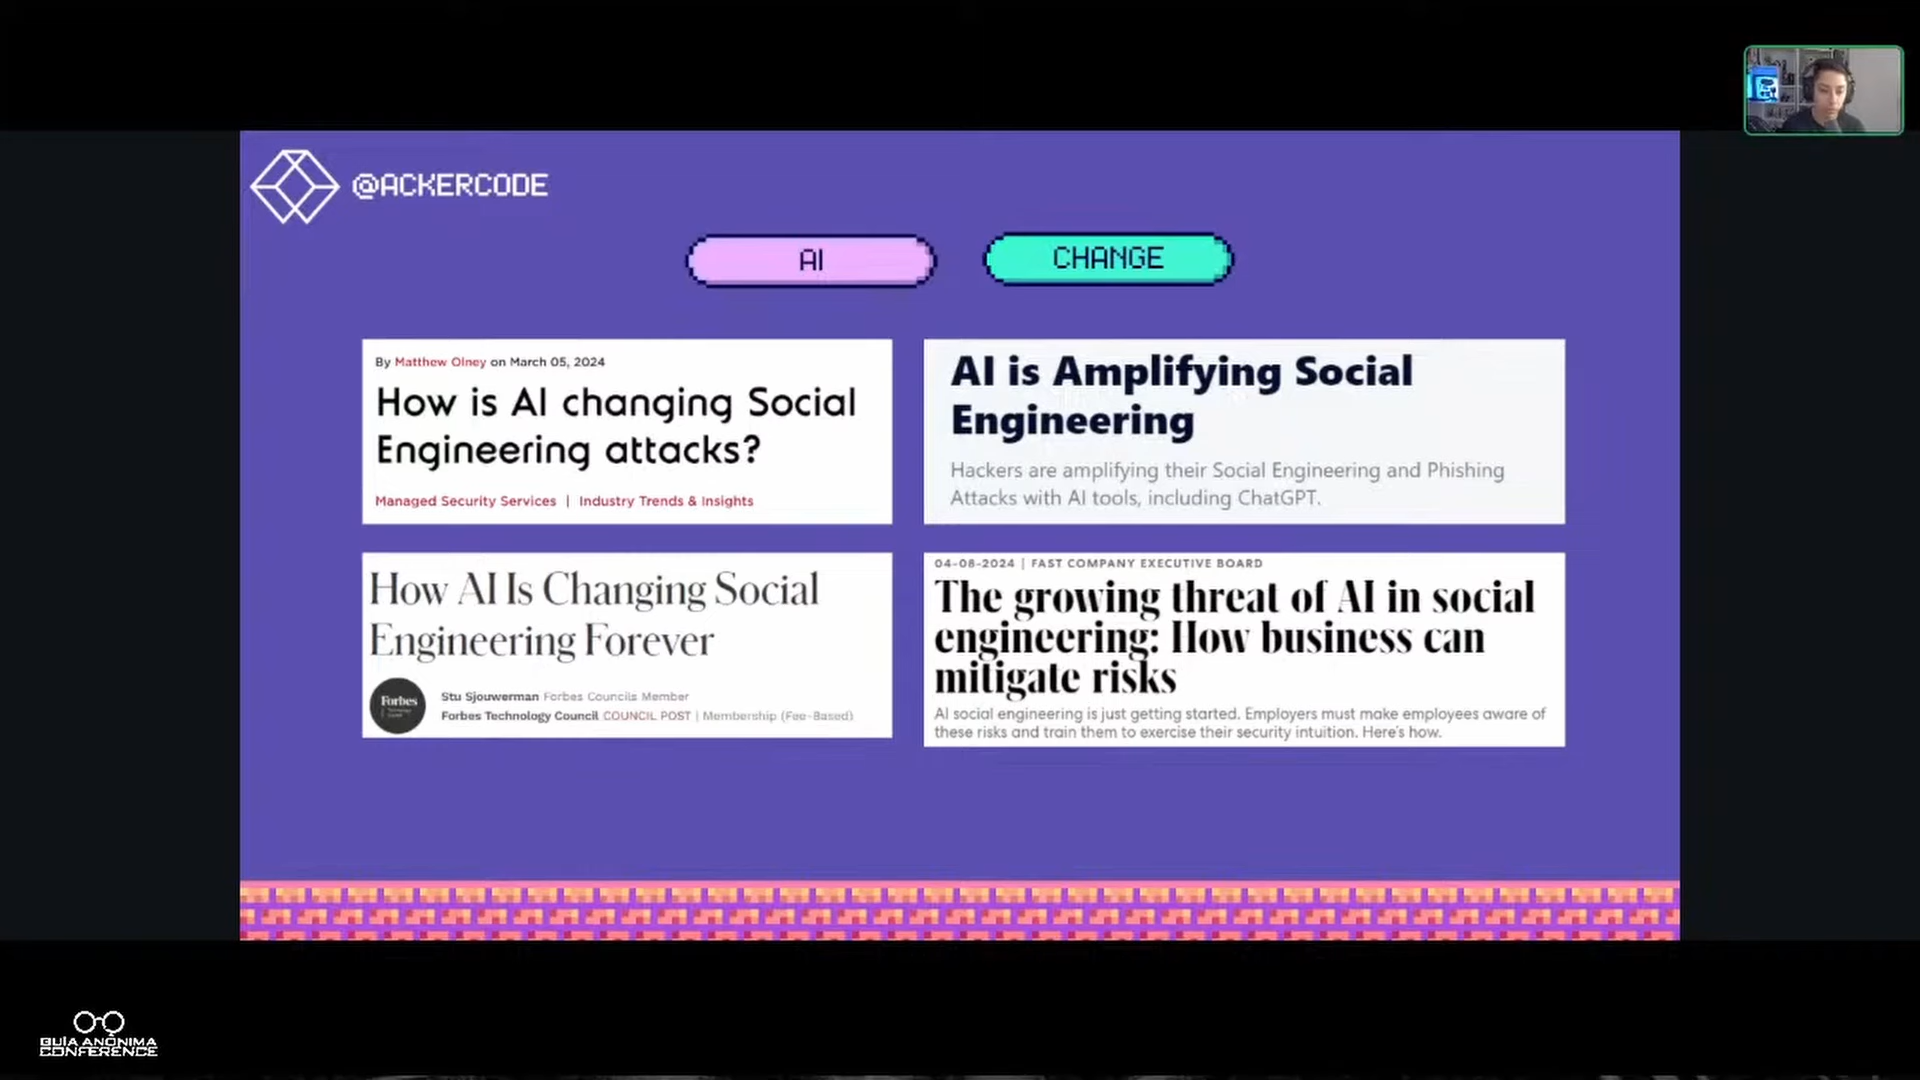 @ACKERCODE
AI
CHANGE
By Matthew Olney on March 05, 2024
How is AI changing Social
Engineering attacks?
Managed Security Services | Industry Trends & Insights
AI is Amplifying Social
Engineering
Hackers are amplifying their Social Engineering and Phishing
Attacks with AI tools, including ChatGPT.
How AI Is Changing Social
Engineering Forever
Forbes
Stu Sjouwerman Forbes Councils Member
Forbes Technology Council COUNCIL POST | Membership (Fee-Based)
04-08-2024 | FAST COMPANY EXECUTIVE BOARD
The growing threat of AI in social
engineering: How business can
mitigate risks
AI social engineering is just getting started. Employers must make employees aware of
these risks and train them to exercise their security intuition. Here's how.
GUIA ANÔNIMA
CONFERENCE